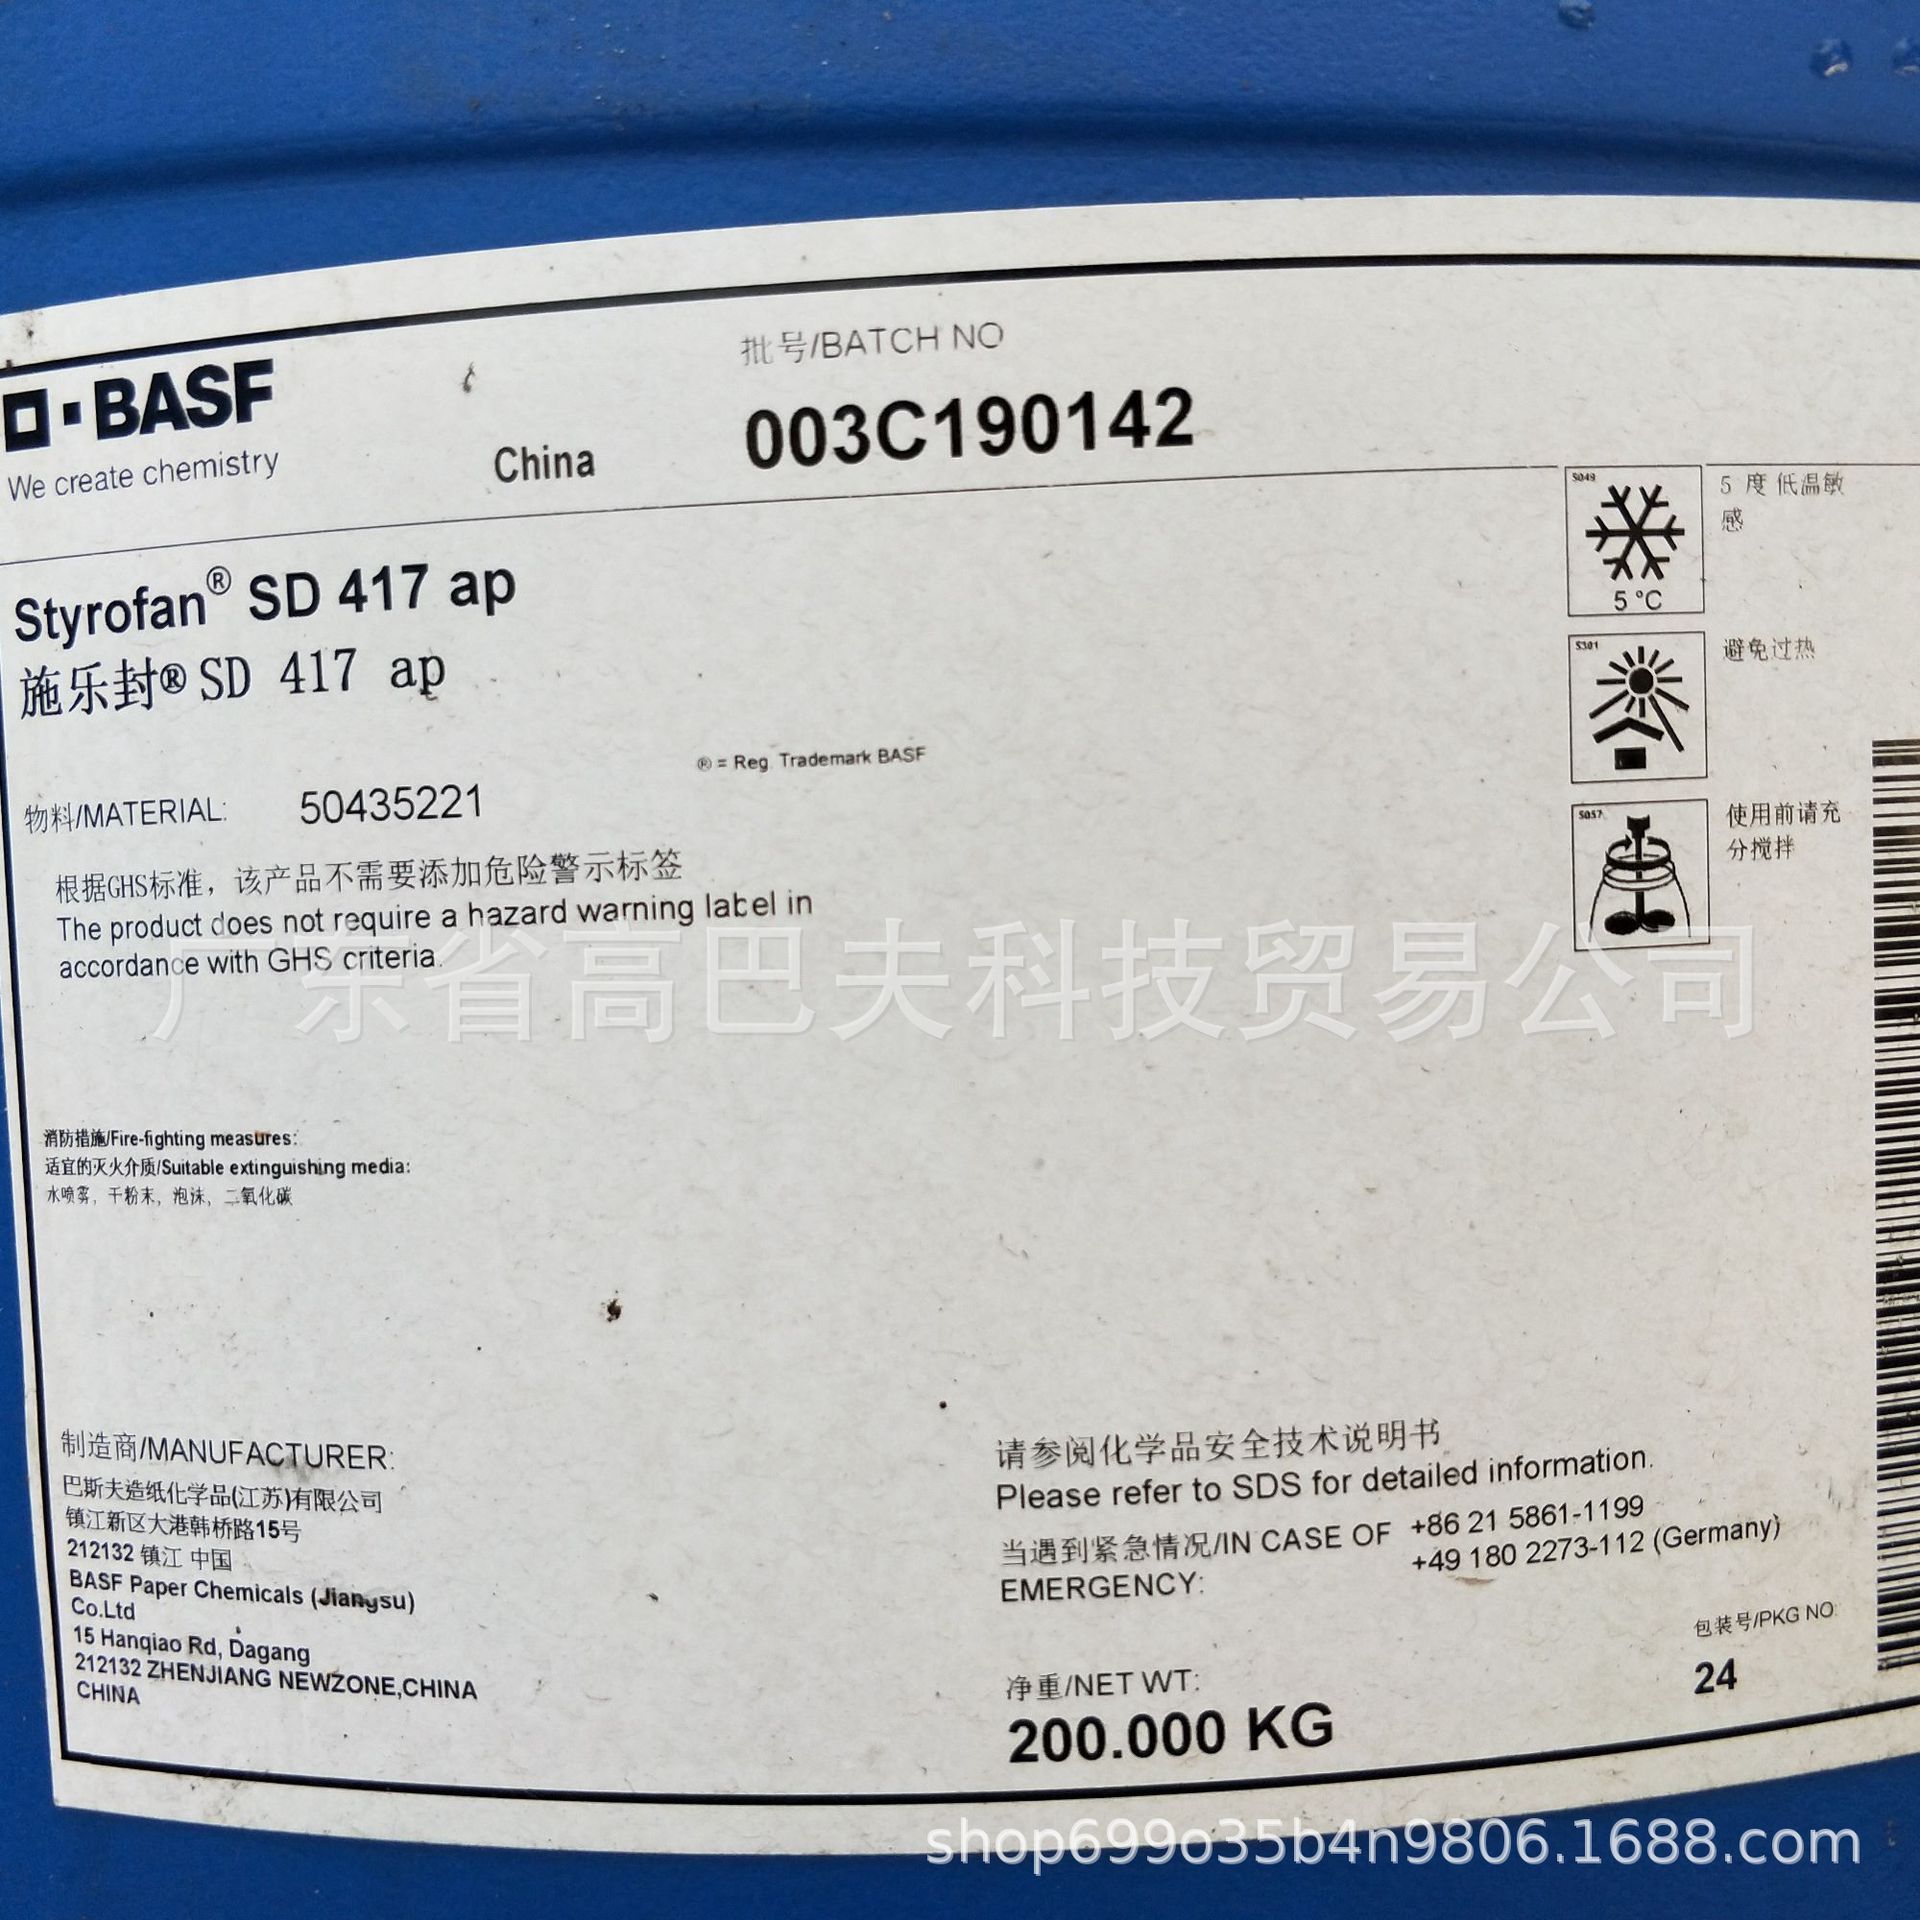 批号/BATCH NO
BASF
We create chemistry
China
003C190142
S049
5 °C
5 度 低温敏
感
Styrofan® SD 417 ap
施乐封® SD 417 ap
S301
避免过热
® = Reg. Trademark BASF
物料/MATERIAL: 50435221
S057
使用前请充
分搅拌
根据GHS标准，该产品不需要添加危险警示标签
The product does not require a hazard warning label in
accordance with GHS criteria.
广东省高巴夫科技贸易公司
消防措施/Fire-fighting measures:
适宜的灭火介质/Suitable extinguishing media:
水喷雾, 干粉末, 泡沫, 二氧化碳
制造商/MANUFACTURER:
巴斯夫造纸化学品(江苏)有限公司
镇江新区大港韩桥路15号
212132 镇江 中国
BASF Paper Chemicals (Jiangsu)
Co.Ltd
15 Hanqiao Rd, Dagang
212132 ZHENJIANG NEWZONE,CHINA
CHINA
请参阅化学品安全技术说明书
Please refer to SDS for detailed information.
当遇到紧急情况/IN CASE OF
EMERGENCY:
+86 21 5861-1199
+49 180 2273-112 (Germany)
包装号/PKG NO:
24
净重/NET WT:
200.000 KG
shop699o35b4n9806.1688.com